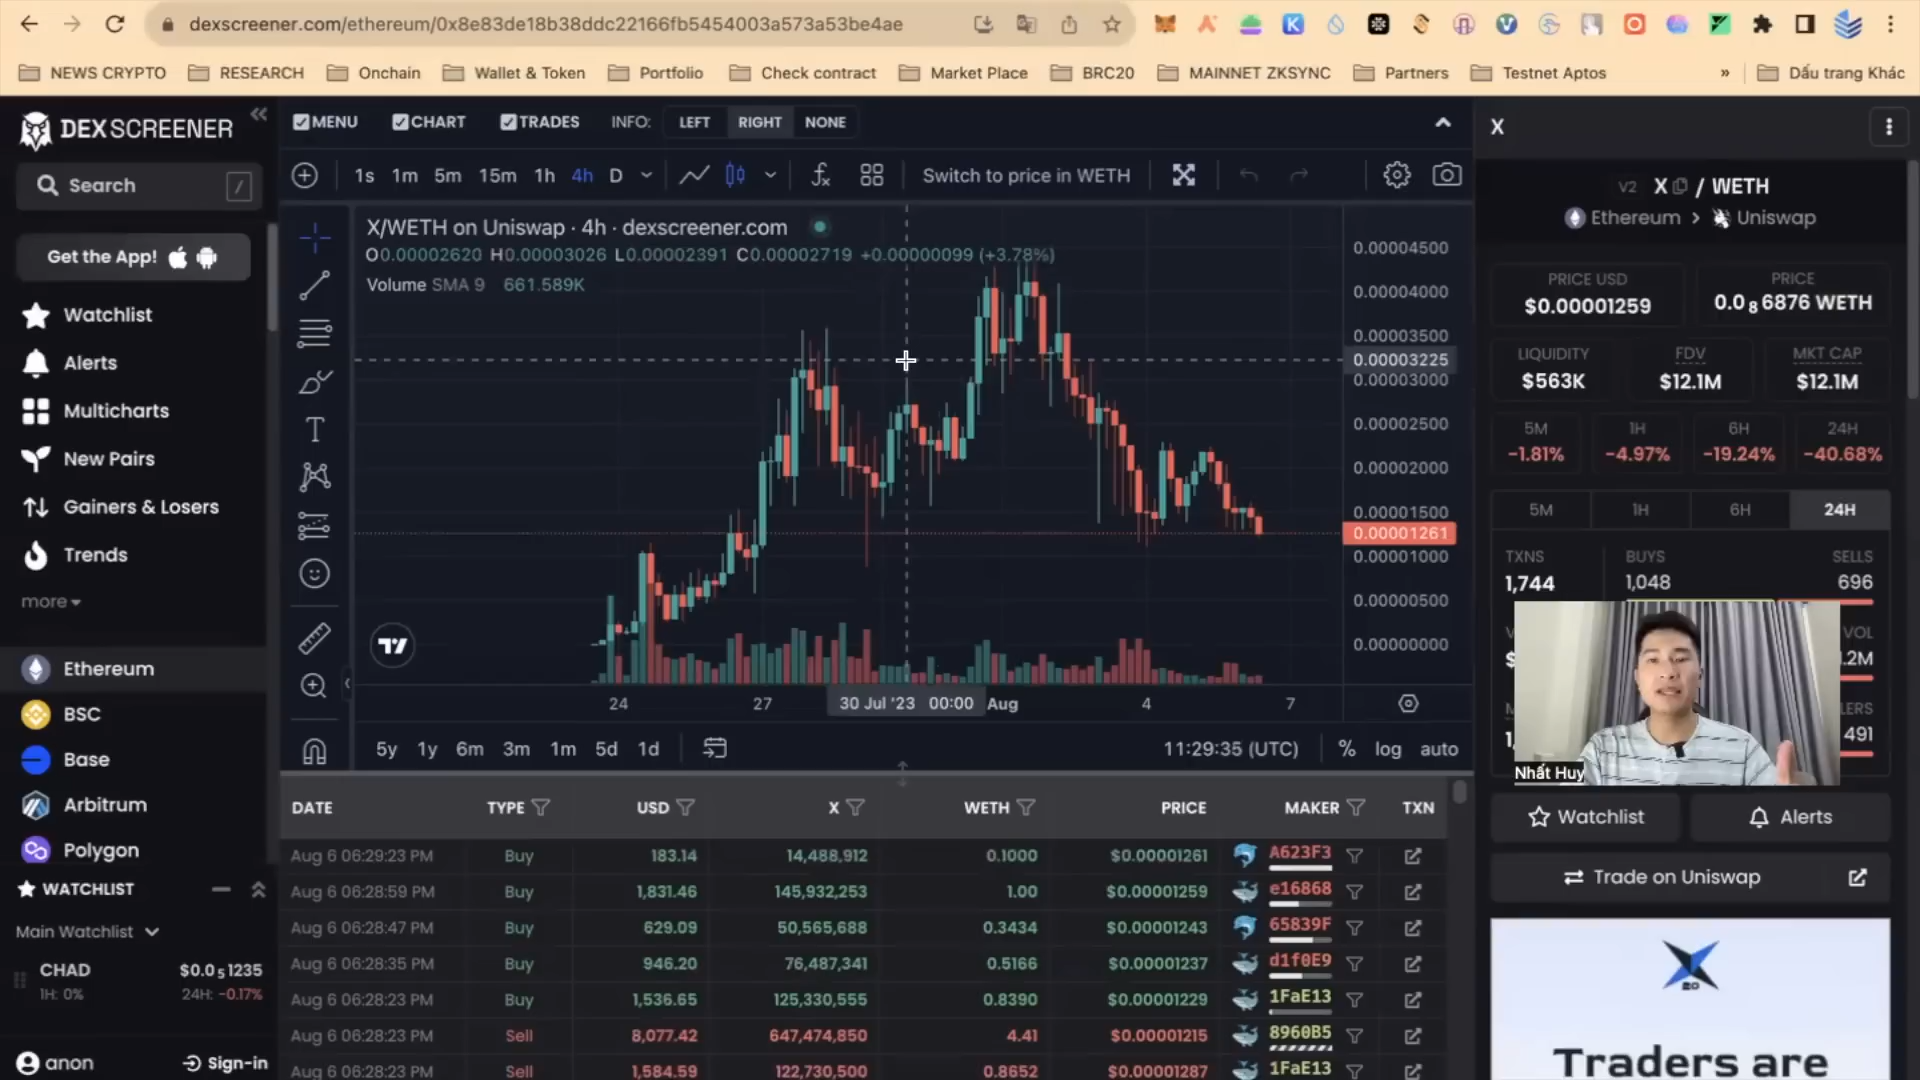 dexscreener.com/ethereum/0x8e83de18b38ddc22166fb5454003a573a53be4ae
NEWS CRYPTO RESEARCH Onchain Wallet & Token Portfolio Check contract Market Place BRC20 MAINNET ZKSYNC Partners Testnet Aptos » Dấu trang Khác
DEXSCREENER
Search /
Get the App!
Watchlist
Alerts
Multicharts
New Pairs
Gainers & Losers
Trends
more
Ethereum
BSC
Base
Arbitrum
Polygon
WATCHLIST
Main Watchlist
CHAD $0.0₅1235
1H: 0% 24H: -0.17%
anon Sign-in
MENU CHART TRADES INFO: LEFT RIGHT NONE
1s 1m 5m 15m 1h 4h D Switch to price in WETH
X/WETH on Uniswap · 4h · dexscreener.com
O0.00002620 H0.00003026 L0.00002391 C0.00002719 +0.00000099 (+3.78%)
Volume SMA 9 661.589K
0.00004500
0.00004000
0.00003500
0.00003225
0.00003000
0.00002500
0.00002000
0.00001500
0.00001261
0.00001000
0.00000500
0.00000000
24 27 30 Jul '23 00:00 Aug 4 7
5y 1y 6m 3m 1m 5d 1d 11:29:35 (UTC) % log auto
DATE TYPE USD X WETH PRICE MAKER TXN
Aug 6 06:29:23 PM Buy 183.14 14,488,912 0.1000 $0.00001261 A623F3
Aug 6 06:28:59 PM Buy 1,831.46 145,932,253 1.00 $0.00001259 e16868
Aug 6 06:28:47 PM Buy 629.09 50,565,688 0.3434 $0.00001243 65839F
Aug 6 06:28:35 PM Buy 946.20 76,487,341 0.5166 $0.00001237 d1f0E9
Aug 6 06:28:23 PM Buy 1,536.65 125,330,555 0.8390 $0.00001229 1FaE13
Aug 6 06:28:23 PM Sell 8,077.42 647,474,850 4.41 $0.00001215 8960B5
Aug 6 06:28:23 PM Sell 1,584.59 122,730,500 0.8652 $0.00001287 1FaE13
X
V2 X / WETH
Ethereum > Uniswap
PRICE USD PRICE
$0.00001259 0.0₈6876 WETH
LIQUIDITY FDV MKT CAP
$563K $12.1M $12.1M
5M 1H 6H 24H
-1.81% -4.97% -19.24% -40.68%
5M 1H 6H 24H
TXNS BUYS SELLS
1,744 1,048 696
VOL
.2M
LERS
491
Nhất Huy
Watchlist Alerts
Trade on Uniswap
20
Traders are